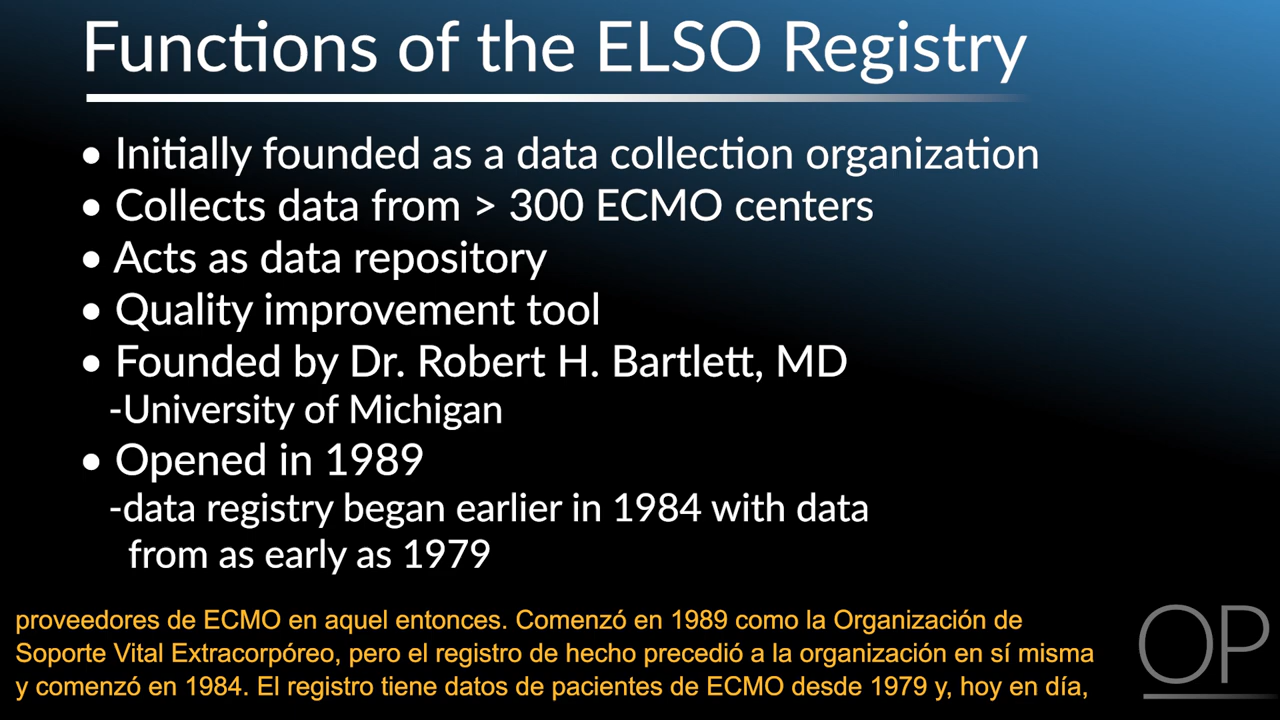 Functions of the ELSO Registry
• Initially founded as a data collection organization
• Collects data from > 300 ECMO centers
• Acts as data repository
• Quality improvement tool
• Founded by Dr. Robert H. Bartlett, MD
-University of Michigan
• Opened in 1989
-data registry began earlier in 1984 with data
from as early as 1979
proveedores de ECMO en aquel entonces. Comenzó en 1989 como la Organización de
Soporte Vital Extracorpóreo, pero el registro de hecho precedió a la organización en sí misma
y comenzó en 1984. El registro tiene datos de pacientes de ECMO desde 1979 y, hoy en día,
OP